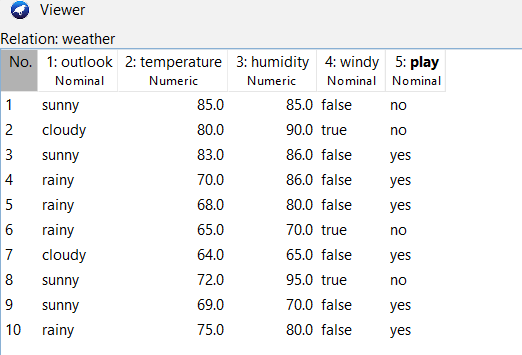 Viewer
Relation: weather
No. 1: outlook 2: temperature 3: humidity 4: windy 5: play
Nominal Numeric Numeric Nominal Nominal
1 sunny 85.0 85.0 false no
2 cloudy 80.0 90.0 true no
3 sunny 83.0 86.0 false yes
4 rainy 70.0 86.0 false yes
5 rainy 68.0 80.0 false yes
6 rainy 65.0 70.0 true no
7 cloudy 64.0 65.0 false yes
8 sunny 72.0 95.0 true no
9 sunny 69.0 70.0 false yes
10 rainy 75.0 80.0 false yes